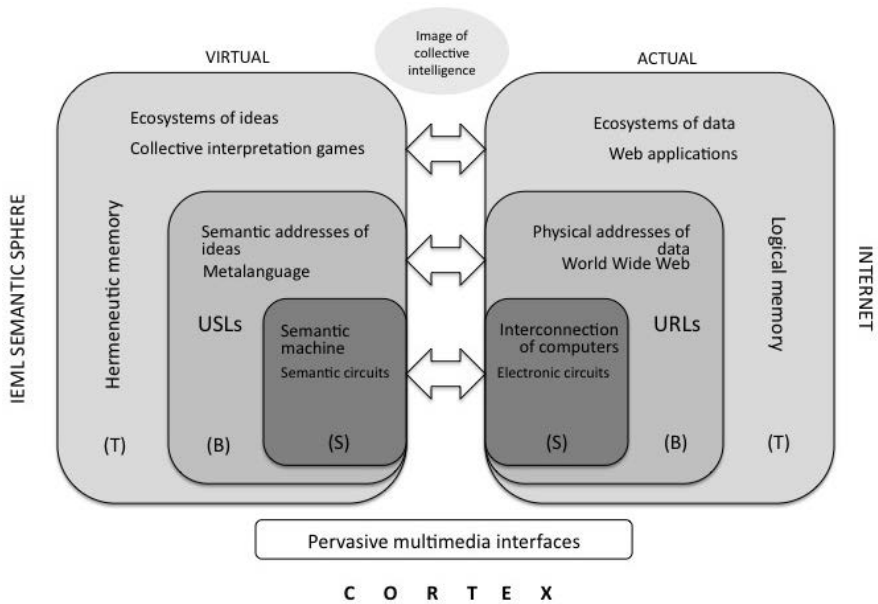 Image of
collective
intelligence
VIRTUAL
ACTUAL
IEML SEMANTIC SPHERE
Ecosystems of ideas
Collective interpretation games
Hermeneutic memory
(T)
Semantic addresses of
ideas
Metalanguage
USLs
(B)
Semantic
machine
Semantic circuits
(S)
Ecosystems of data
Web applications
Physical addresses of
data
World Wide Web
Interconnection
of computers
Electronic circuits
(S)
URLs
(B)
Logical memory
(T)
INTERNET
Pervasive multimedia interfaces
C O R T E X